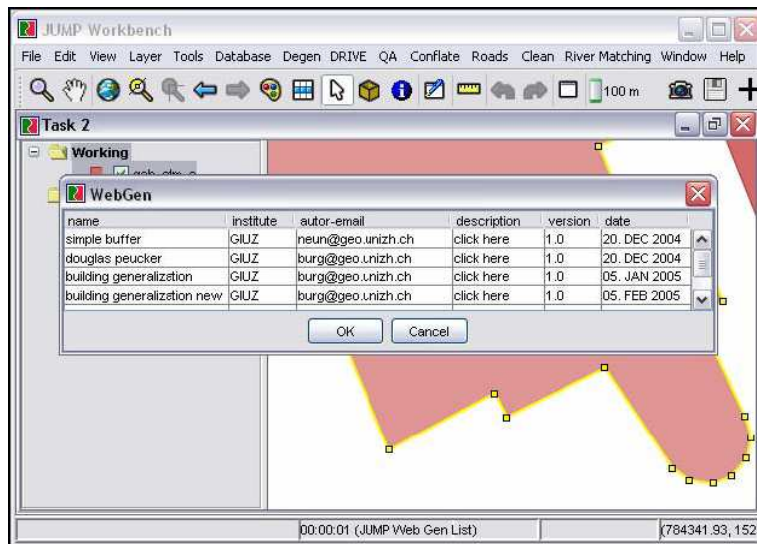 JUMP Workbench
File Edit View Layer Tools Database Degen DRIVE QA Conflate Roads Clean River Matching Window Help
100 m
Task 2
Working
WebGen
name institute autor-email description version date
simple buffer GIUZ neun@geo.unizh.ch click here 1.0 20. DEC 2004
douglas peucker GIUZ burg@geo.unizh.ch click here 1.0 20. DEC 2004
building generalization GIUZ burg@geo.unizh.ch click here 1.0 05. JAN 2005
building generalization new GIUZ burg@geo.unizh.ch click here 1.0 05. FEB 2005
OK Cancel
00:00:01 (JUMP Web Gen List) (784341.93, 152